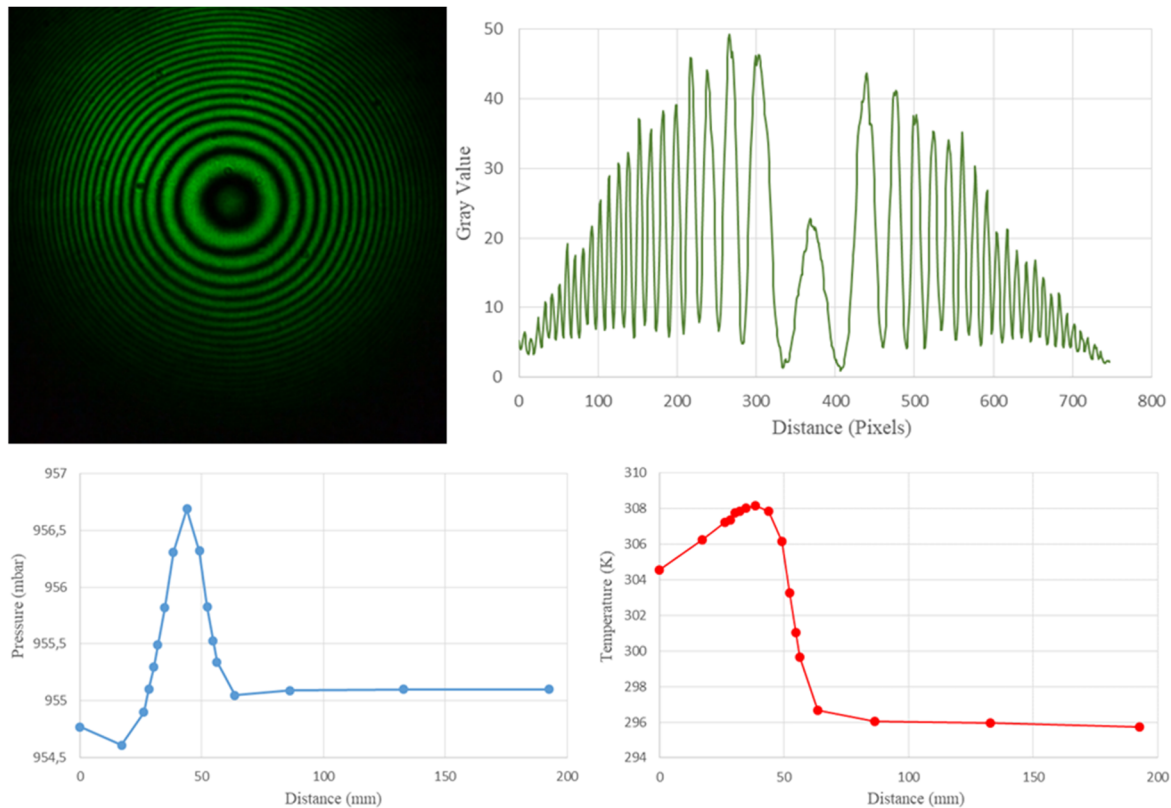 50
40
30
20
10
0
Gray Value
0 100 200 300 400 500 600 700 800
Distance (Pixels)
957
956,5
956
955,5
955
954,5
Pressure (mbar)
0 50 100 150 200
Distance (mm)
310
308
306
304
302
300
298
296
294
Temperature (K)
0 50 100 150 200
Distance (mm)